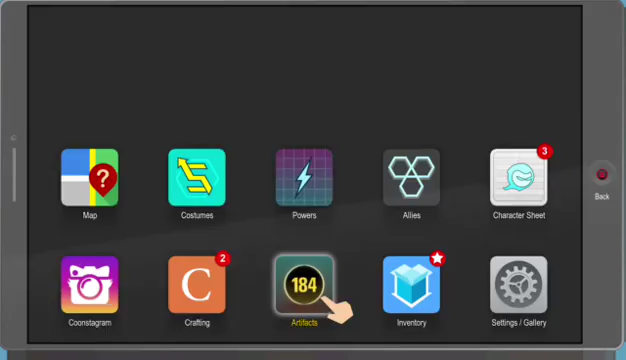 ?
3
Map
Costumes
Powers
Allies
Character Sheet
Back
C
2
184
Coonstagram
Crafting
Artifacts
Inventory
Settings / Gallery